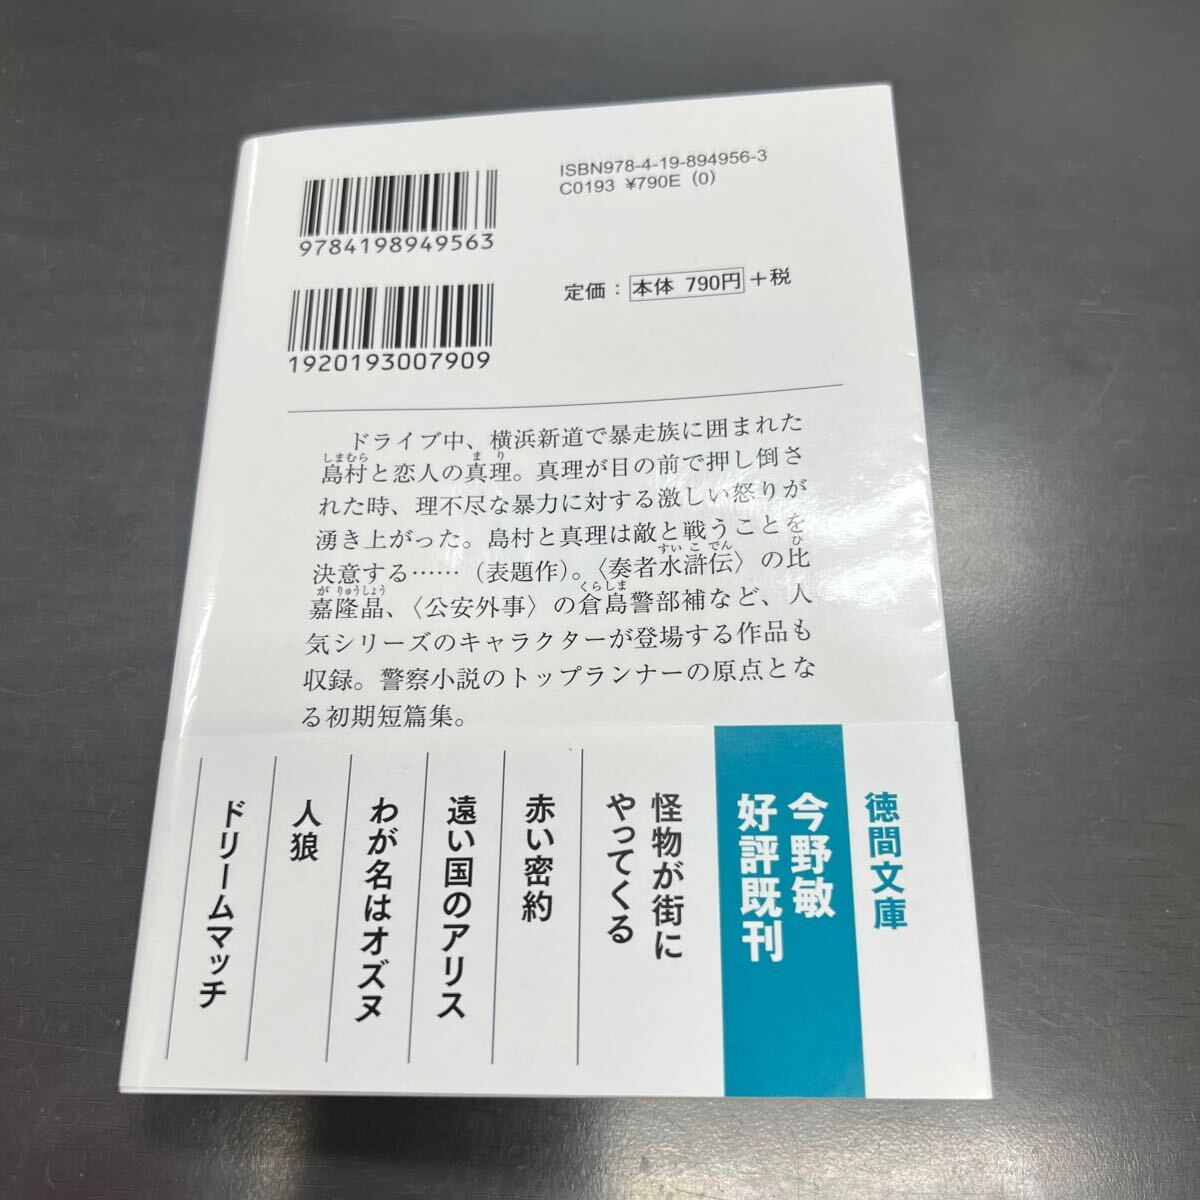 ISBN978-4-19-894956-3
C0193 ¥790E (0)
9784198949563
定価：本体 790円＋税
1920193007909
ドライブ中、横浜新道で暴走族に囲まれた
島村と恋人の真理。真理が目の前で押し倒さ
れた時、理不尽な暴力に対する激しい怒りが
湧き上がった。島村と真理は敵と戦うことを
決意する……（表題作）。〈奏者水滸伝〉の比
嘉隆晶、〈公安外事〉の倉島警部補など、人
気シリーズのキャラクターが登場する作品も
収録。警察小説のトップランナーの原点とな
る初期短篇集。
徳間文庫
今野敏
好評既刊
怪物が街に
やってくる
赤い密約
遠い国のアリス
わが名はオズヌ
人狼
ドリームマッチ